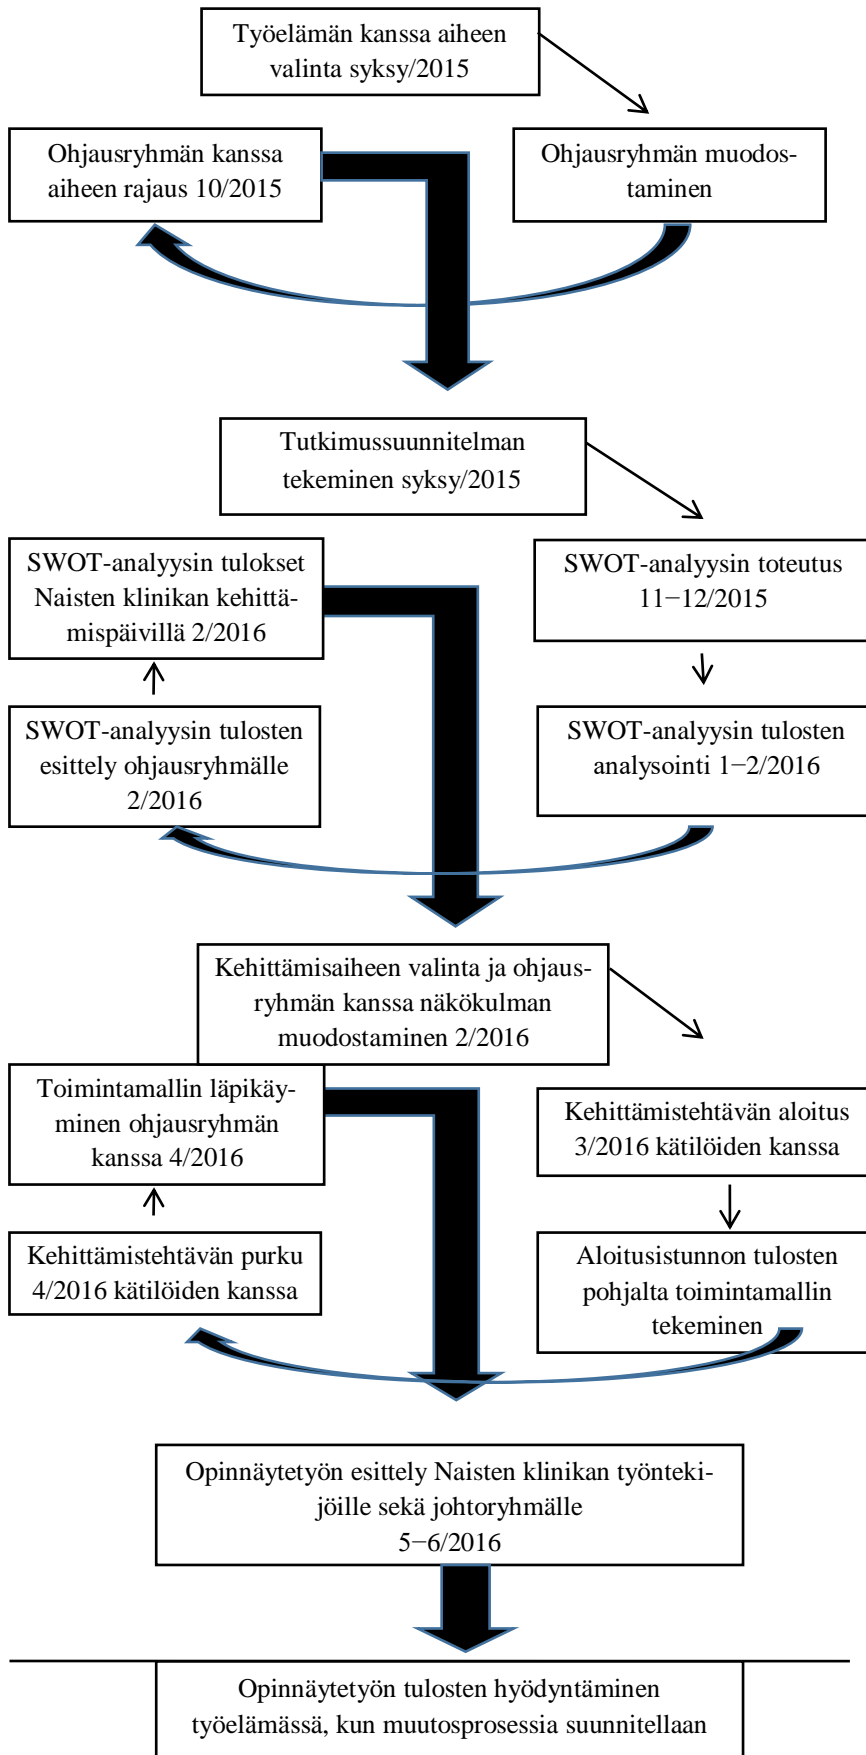 Työelämän kanssa aiheen
valinta syksy/2015
Ohjausryhmän kanssa
aiheen rajaus 10/2015
Ohjausryhmän muodos-
taminen
Tutkimussuunnitelman
tekeminen syksy/2015
SWOT-analyysin tulokset
Naisten klinikan kehittä-
mispäivillä 2/2016
SWOT-analyysin toteutus
11−12/2015
SWOT-analyysin tulosten
esittely ohjausryhmälle
2/2016
SWOT-analyysin tulosten
analysointi 1−2/2016
Kehittämisaiheen valinta ja ohjaus-
ryhmän kanssa näkökulman
muodostaminen 2/2016
Toimintamallin läpikäy-
minen ohjausryhmän
kanssa 4/2016
Kehittämistehtävän aloitus
3/2016 kätilöiden kanssa
Kehittämistehtävän purku
4/2016 kätilöiden kanssa
Aloitusistunnon tulosten
pohjalta toimintamallin
tekeminen
Opinnäytetyön esittely Naisten klinikan työnteki-
jöille sekä johtoryhmälle
5−6/2016
Opinnäytetyön tulosten hyödyntäminen
työelämässä, kun muutosprosessia suunnitellaan